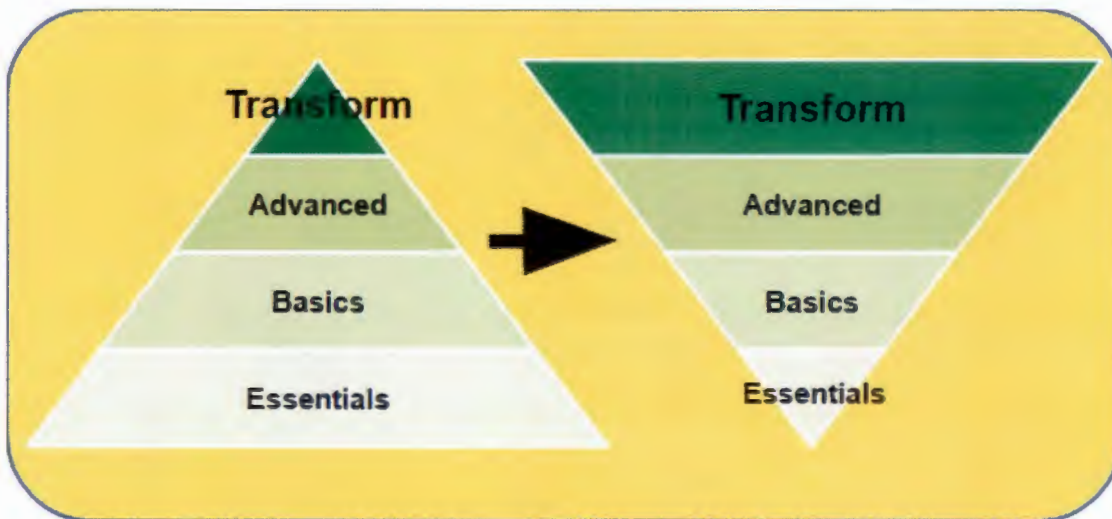 Transform
Advanced
Basics
Essentials
Transform
Advanced
Basics
Essentials